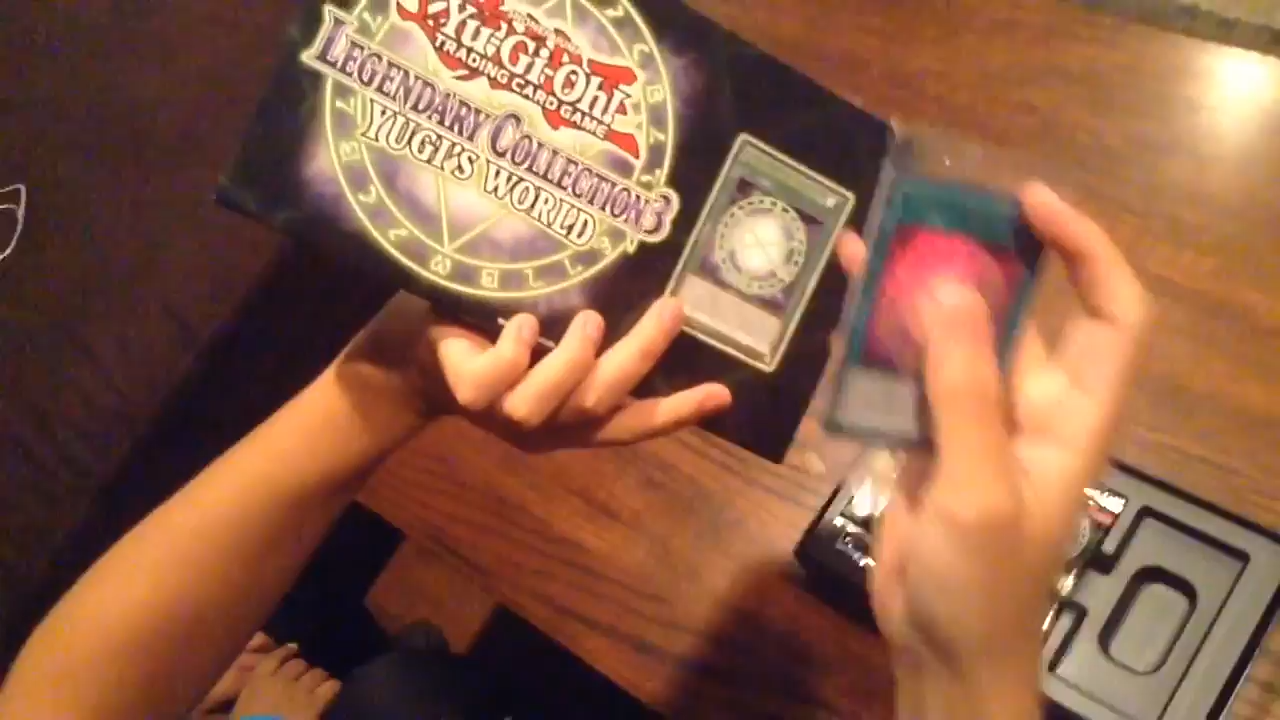 Yu-Gi-Oh!
TRADING CARD GAME
LEGENDARY COLLECTION 3
YUGI'S WORLD